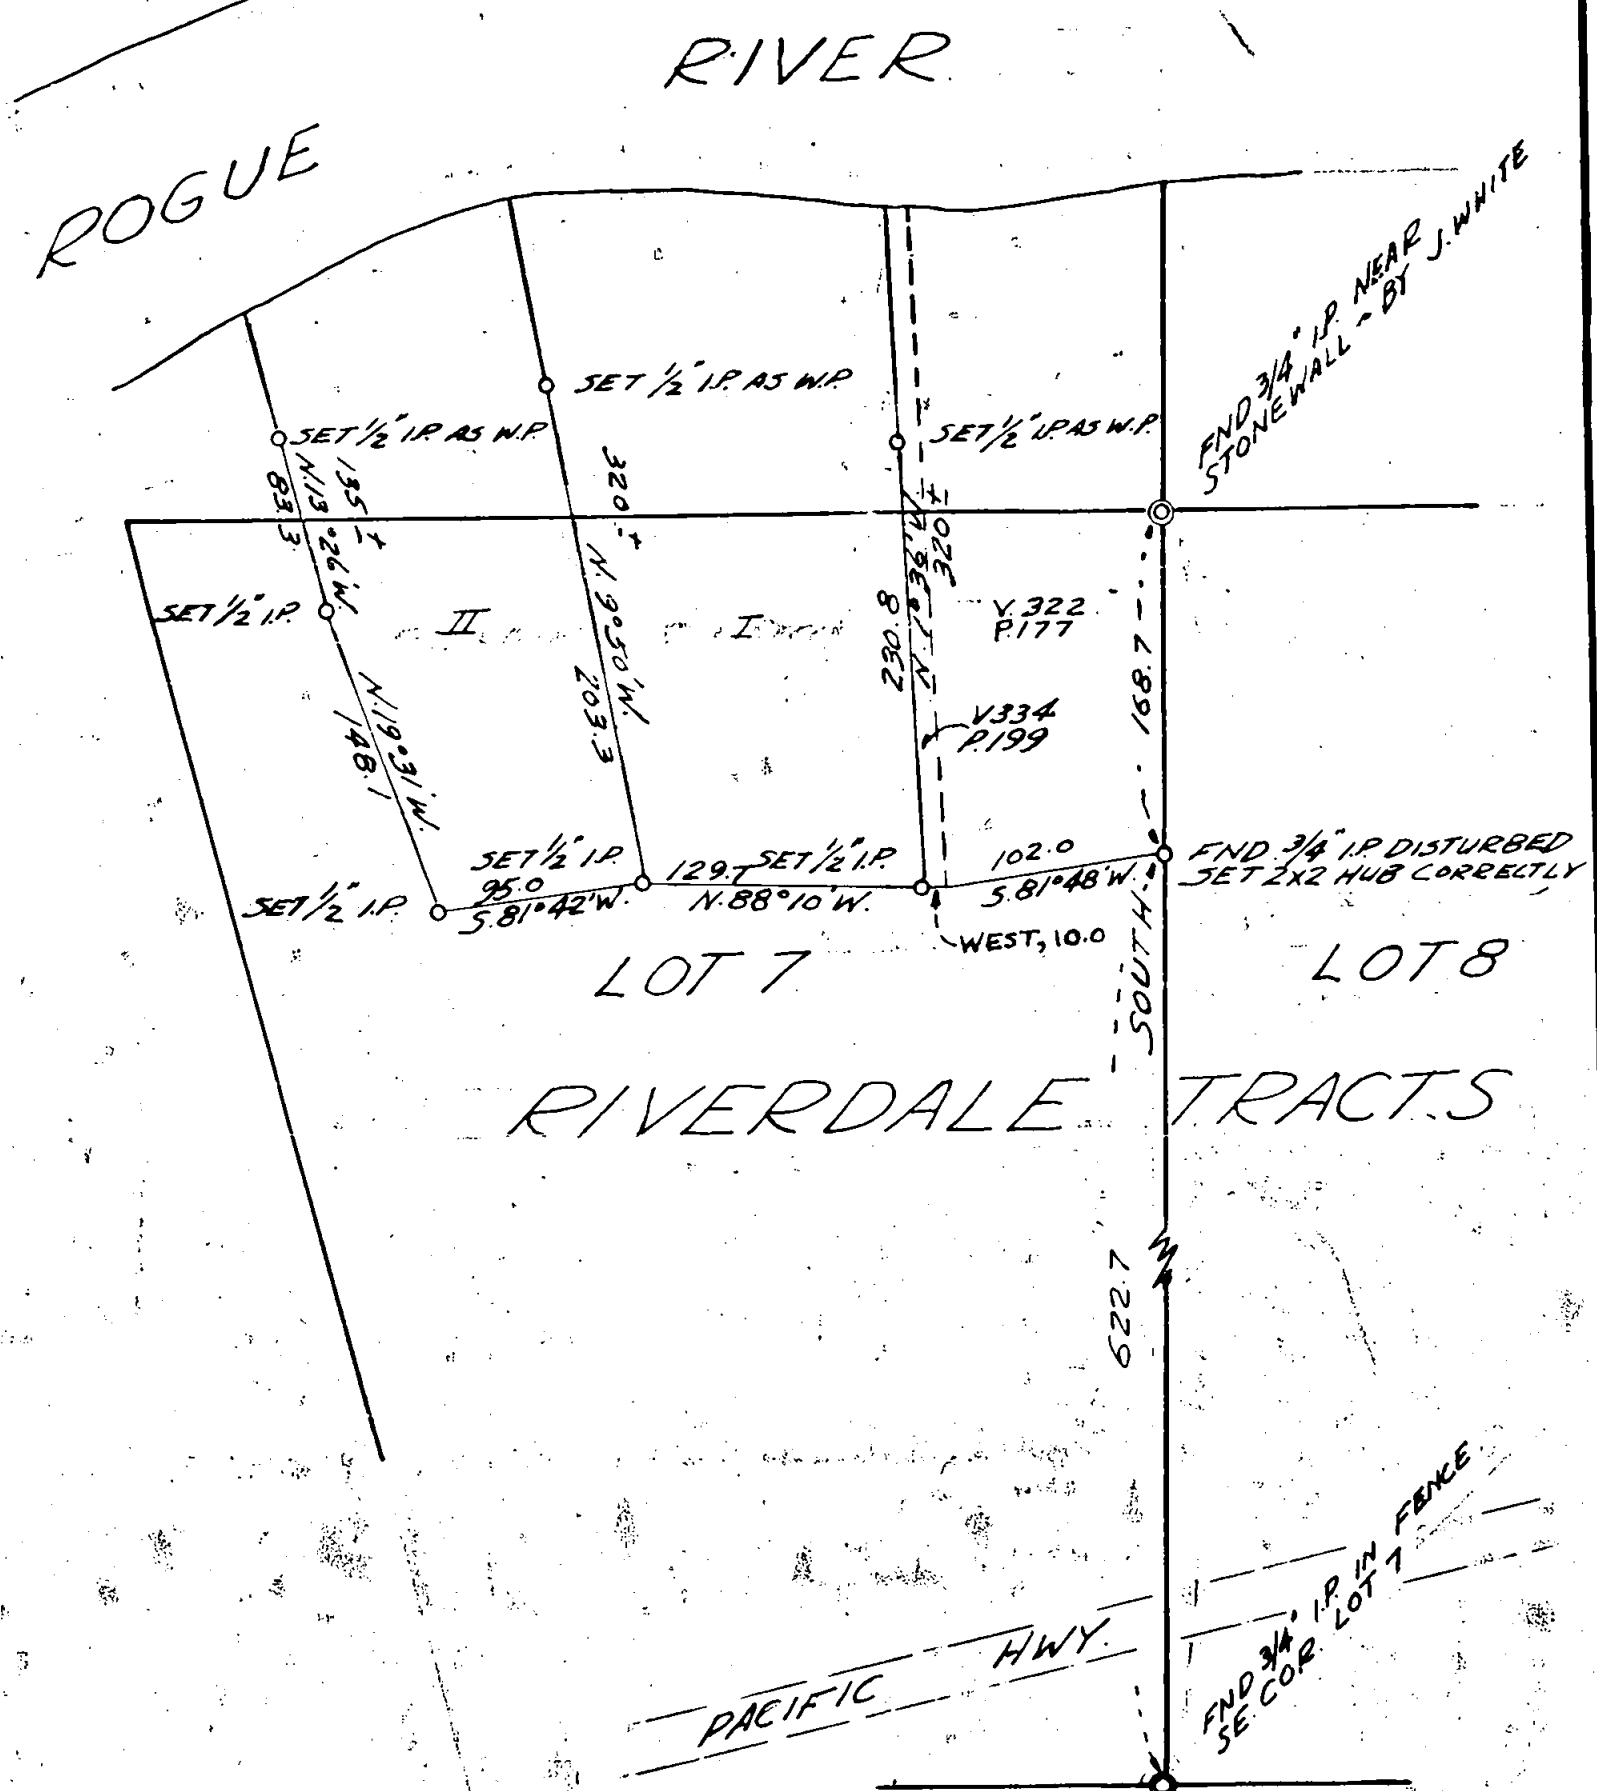 RIVER
ROGUE
FND 3/4" I.P. NEAR
STONEWALL - BY J. WHITE
SET 1/2" I.P. AS W.P.
SET 1/2" I.P. AS W.P.
SET 1/2" I.P. AS W.P.
135 ±
N.13°26'W.
83.3
320 ±
N. 9°50'W.
203.3
320 ±
N. 1°36'W.
230.8
SET 1/2" I.P.
II
I
V. 322
P.177
168.7
V334
P.199
N.19°31'W.
148.1
SET 1/2" I.P.
SET 1/2" I.P.
95.0
S.81°42'W.
129.7
SET 1/2" I.P.
N.88°10'W.
102.0
S.81°48'W.
FND. 3/4" I.P. DISTURBED
SET 2X2 HUB CORRECTLY
WEST, 10.0
SOUTH
LOT 7
LOT 8
RIVERDALE TRACTS
622.7
PACIFIC HWY.
FND 3/4" I.P. IN FENCE
SE. COR. LOT 7